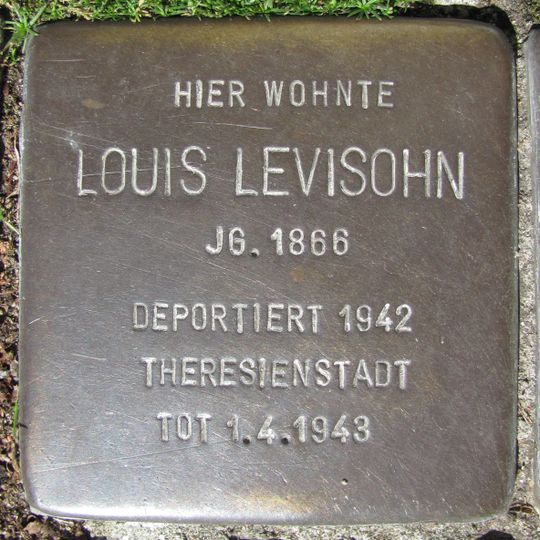 HIER WOHNTE
LOUIS LEVISOHN
JG. 1866
DEPORTIERT 1942
THERESIENSTADT
TOT 1.4.1943